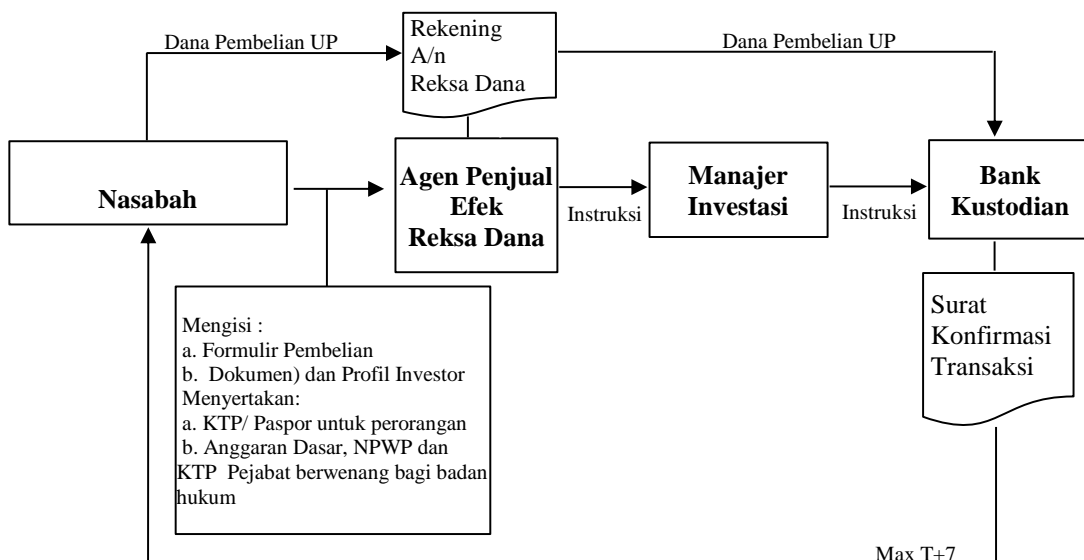 Dana Pembelian UP
Rekening
A/n
Reksa Dana
Dana Pembelian UP
Nasabah
Agen Penjual
Efek
Reksa Dana
Instruksi
Manajer
Investasi
Instruksi
Bank
Kustodian
Mengisi :
a. Formulir Pembelian
b. Dokumen) dan Profil Investor
Menyertakan:
a. KTP/ Paspor untuk perorangan
b. Anggaran Dasar, NPWP dan
KTP Pejabat berwenang bagi badan
hukum
Surat
Konfirmasi
Transaksi
Max T+7